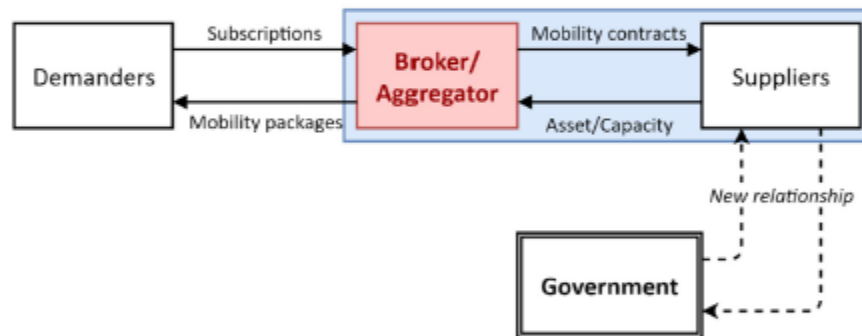 Subscriptions
Mobility contracts
Demanders
Broker/
Aggregator
Suppliers
Mobility packages
Asset/Capacity
New relationship
Government